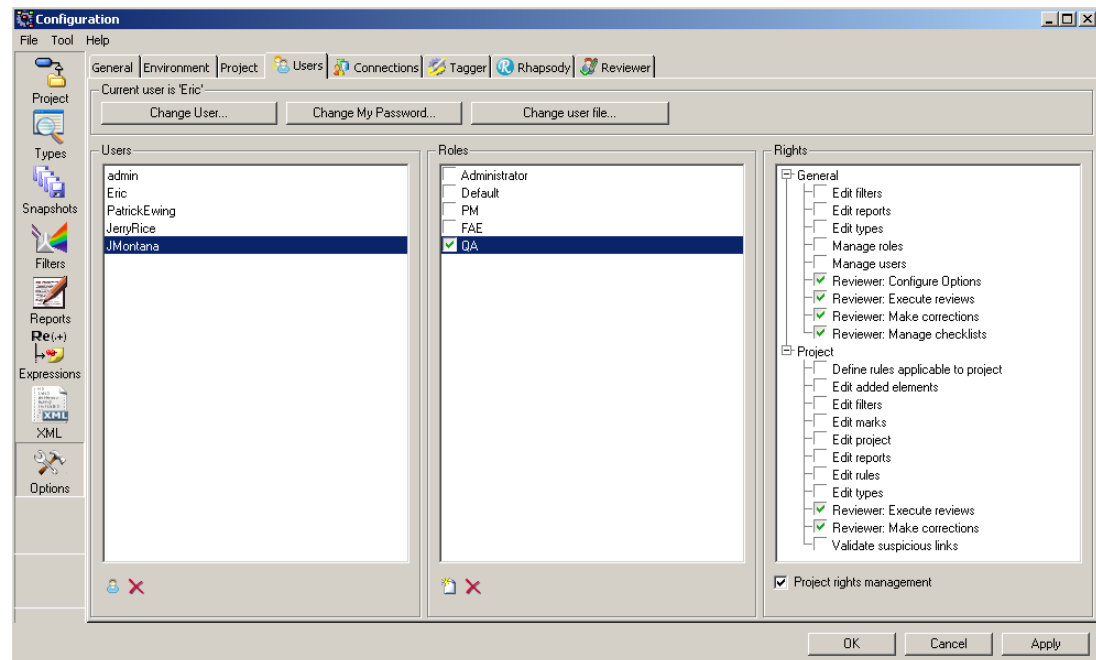 Configuration
File Tool Help
General Environment Project Users Connections Tagger Rhapsody Reviewer
Current user is 'Eric'
Change User... Change My Password... Change user file...
Project
Types
Snapshots
Filters
Reports
Re(.+)
Expressions
XML
XML
Options
Users
admin
Eric
PatrickEwing
JerryRice
JMontana
Roles
Administrator
Default
PM
FAE
QA
Rights
General
Edit filters
Edit reports
Edit types
Manage roles
Manage users
Reviewer: Configure Options
Reviewer: Execute reviews
Reviewer: Make corrections
Reviewer: Manage checklists
Project
Define rules applicable to project
Edit added elements
Edit filters
Edit marks
Edit project
Edit reports
Edit rules
Edit types
Reviewer: Execute reviews
Reviewer: Make corrections
Validate suspicious links
Project rights management
OK Cancel Apply